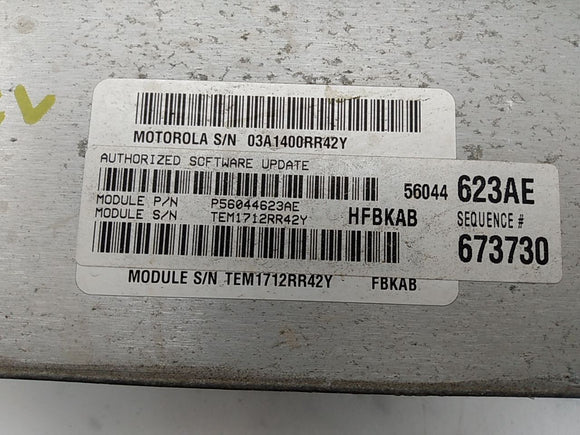 MOTOROLA S/N 03A1400RR42Y
AUTHORIZED SOFTWARE UPDATE
56044 623AE
MODULE P/N P56044623AE
MODULE S/N TEM1712RR42Y HFBKAB
SEQUENCE #
673730
MODULE S/N TEM1712RR42Y FBKAB